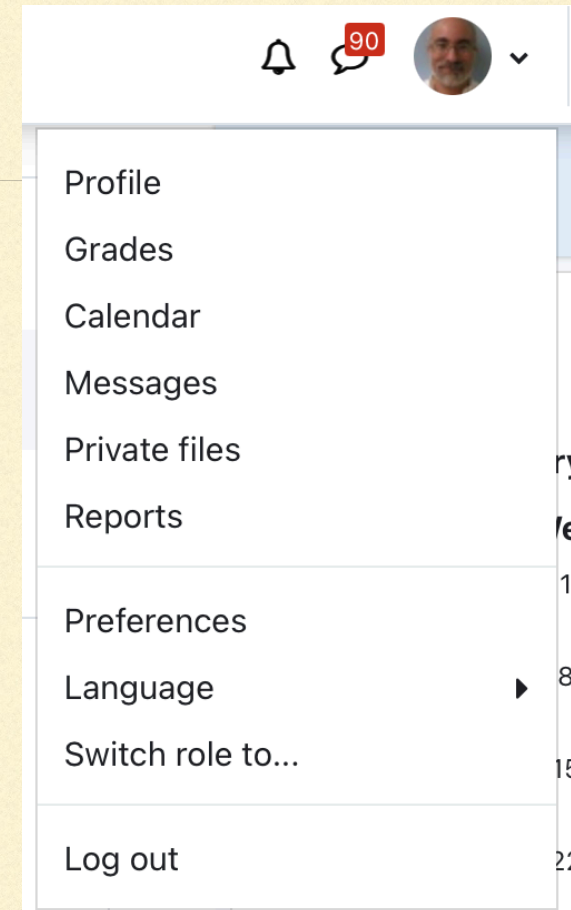 90
Profile
Grades
Calendar
Messages
Private files
Reports
Preferences
Language
Switch role to...
Log out